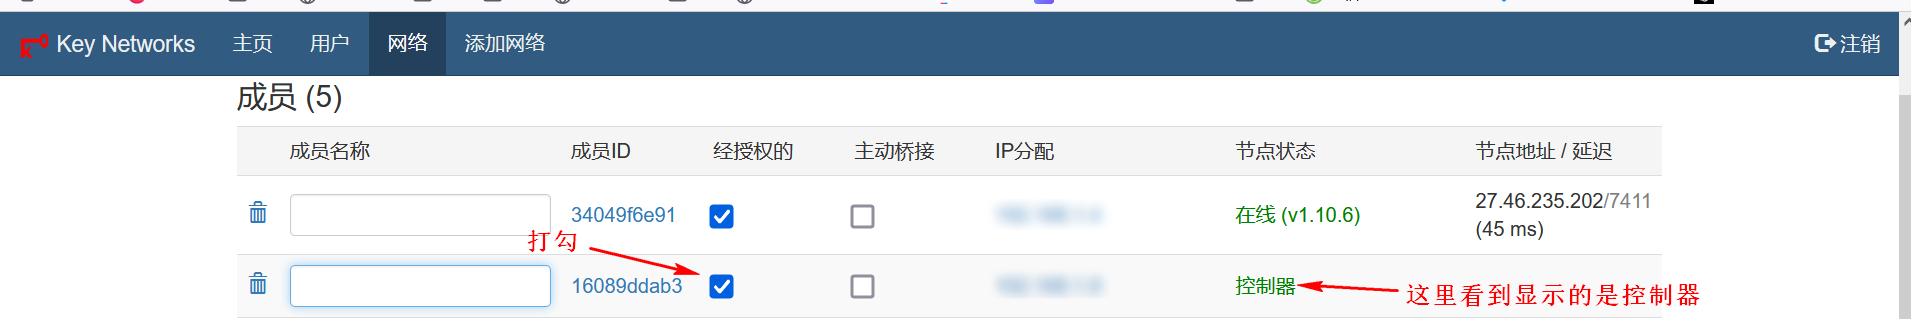 Key Networks 主页 用户 网络 添加网络 注销
成员 (5)
成员名称 成员ID 经授权的 主动桥接 IP分配 节点状态 节点地址 / 延迟
34049f6e91 在线 (v1.10.6) 27.46.235.202/7411
(45 ms)
打勾
16089ddab3 控制器 这里看到显示的是控制器